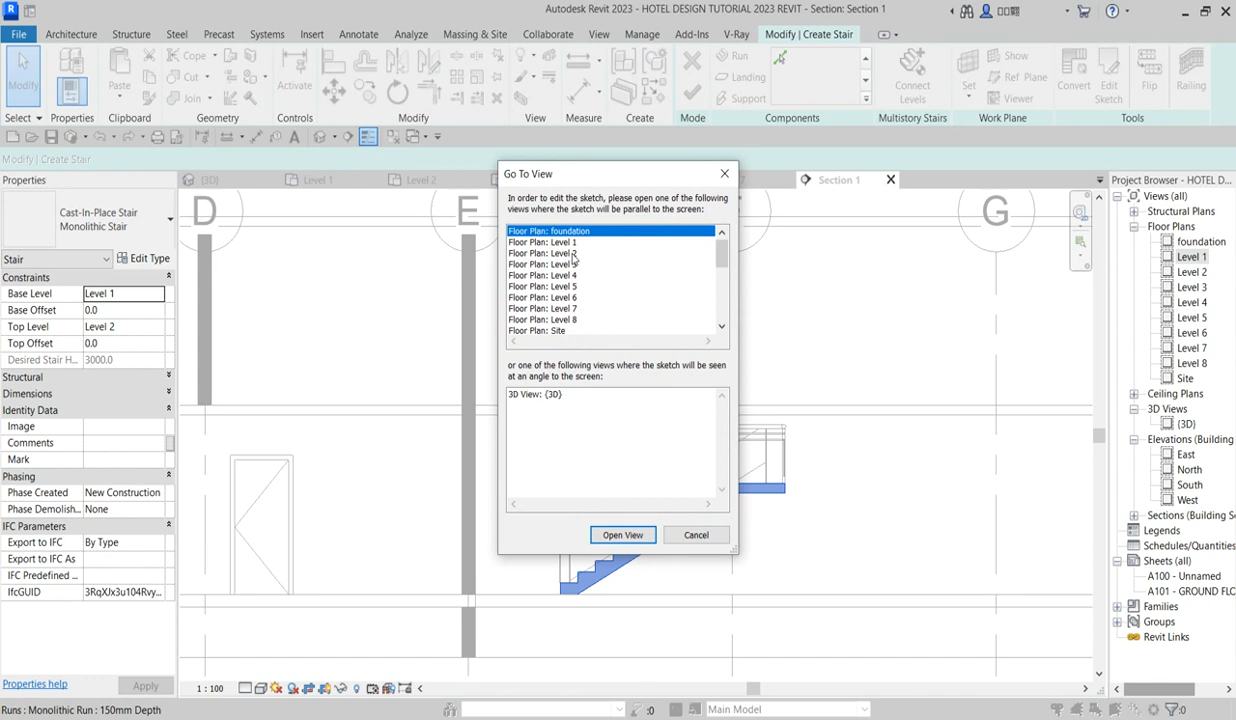 Autodesk Revit 2023 - HOTEL DESIGN TUTORIAL 2023 REVIT - Section: Section 1
File Architecture Structure Steel Precast Systems Insert Annotate Analyze Massing & Site Collaborate View Manage Add-Ins V-Ray Modify | Create Stair
Modify
Paste
Cope
Cut
Join
Activate
Run
Landing
Support
Connect
Levels
Set
Show
Ref Plane
Viewer
Convert
Edit
Sketch
Flip
Railing
Select Properties Clipboard Geometry Controls Modify View Measure Create Mode Components Multistory Stairs Work Plane Tools
Modify | Create Stair
Properties
{3D} Level 1 Level 2 Section 1
Project Browser - HOTEL D...
Cast-In-Place Stair
Monolithic Stair
Stair
Edit Type
Constraints
Base Level Level 1
Base Offset 0.0
Top Level Level 2
Top Offset 0.0
Desired Stair H... 3000.0
Structural
Dimensions
Identity Data
Image
Comments
Mark
Phasing
Phase Created New Construction
Phase Demolish... None
IFC Parameters
Export to IFC By Type
Export to IFC As
IFC Predefined ...
IfcGUID 3RqXJx3u104Rvy...
Properties help
Apply
D
E
G
Go To View
In order to edit the sketch, please open one of the following
views where the sketch will be parallel to the screen:
Floor Plan: foundation
Floor Plan: Level 1
Floor Plan: Level 2
Floor Plan: Level
Floor Plan: Level 4
Floor Plan: Level 5
Floor Plan: Level 6
Floor Plan: Level 7
Floor Plan: Level 8
Floor Plan: Site
or one of the following views where the sketch will be seen
at an angle to the screen:
3D View: {3D}
Open View
Cancel
Views (all)
Structural Plans
Floor Plans
foundation
Level 1
Level 2
Level 3
Level 4
Level 5
Level 6
Level 7
Level 8
Site
Ceiling Plans
3D Views
{3D}
Elevations (Building
East
North
South
West
Sections (Building S
Legends
Schedules/Quantities
Sheets (all)
A100 - Unnamed
A101 - GROUND FLO
Families
Groups
Revit Links
1 : 100
Runs : Monolithic Run : 150mm Depth
:0
Main Model
:0